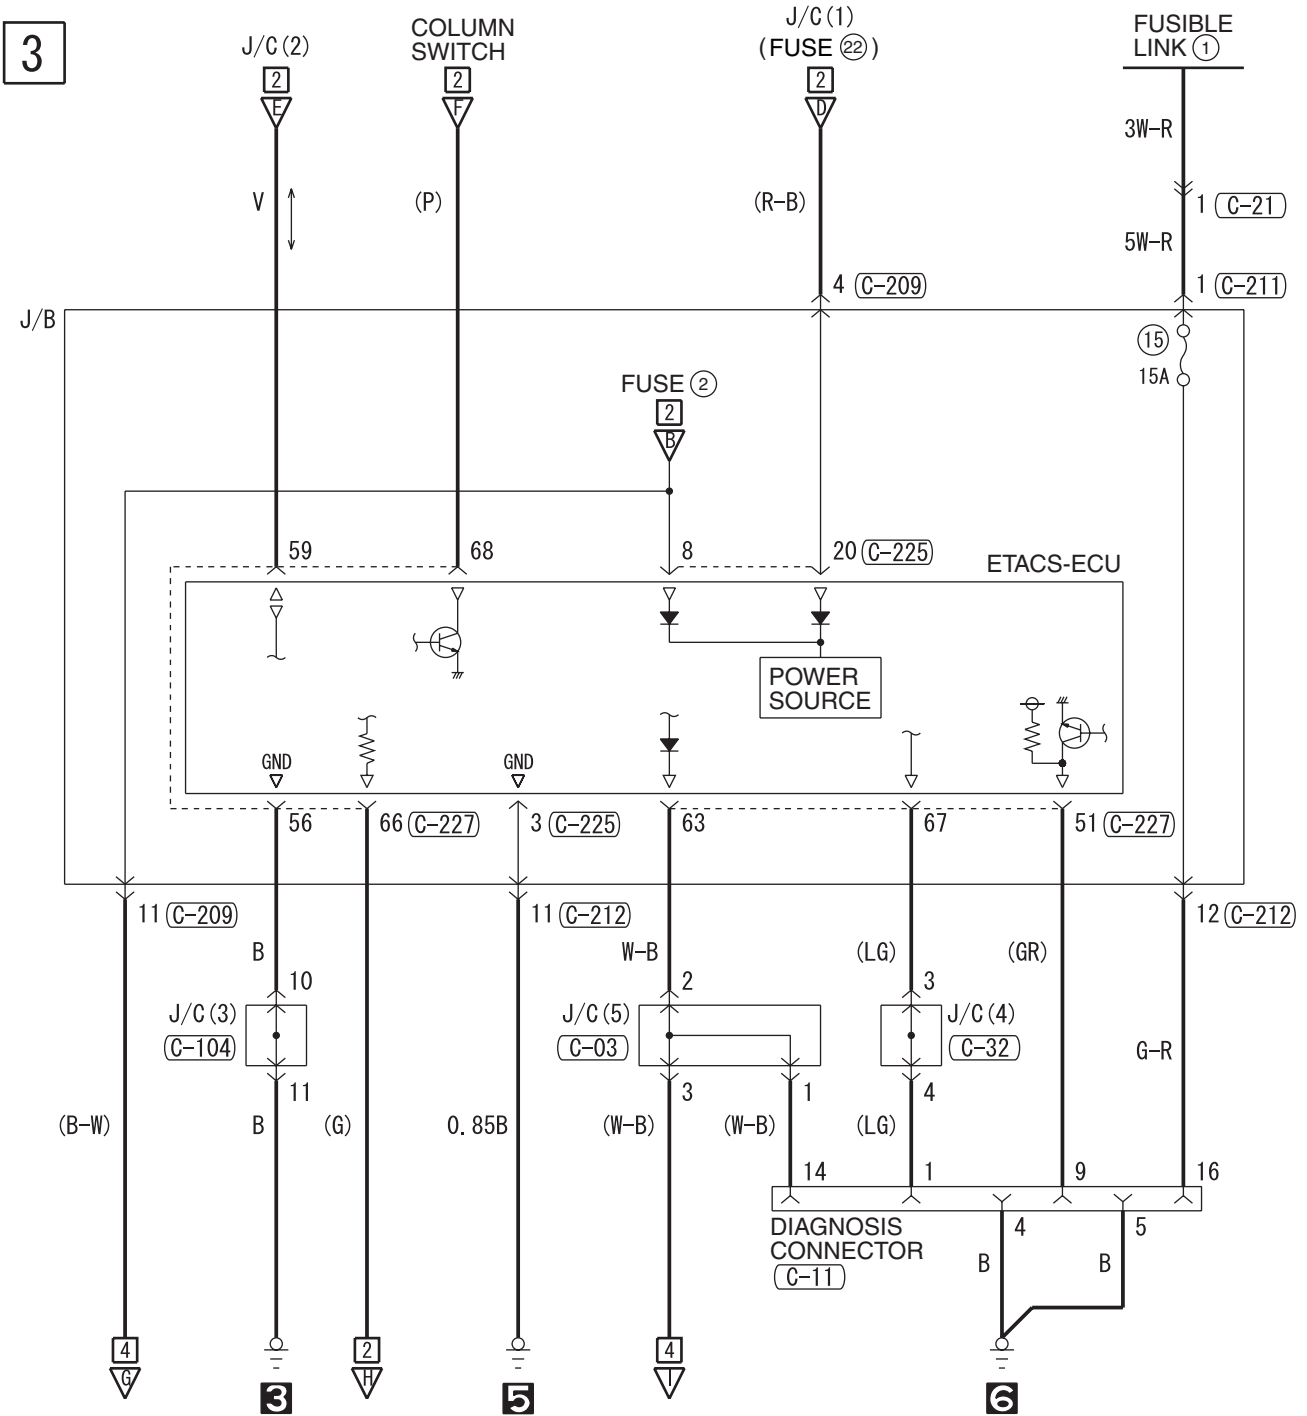 3
J/C(2)
COLUMN
SWITCH
J/C(1)
(FUSE 22)
FUSIBLE
LINK 1
2
2
2
E
F
D
3W-R
V
(P)
(R-B)
1 C-21
5W-R
4 C-209
1 C-211
J/B
15
15A
FUSE 2
2
B
59
68
8
20 C-225
ETACS-ECU
POWER
SOURCE
GND
GND
56
66 C-227
3 C-225
63
67
51 C-227
11 C-209
11 C-212
12 C-212
B
W-B
(LG)
(GR)
10
2
3
J/C(3)
J/C(5)
J/C(4)
C-104
C-03
C-32
G-R
11
3
1
4
(B-W)
B
(G)
0.85B
(W-B)
(W-B)
(LG)
14
1
9
16
DIAGNOSIS
CONNECTOR
C-11
4
5
B
B
4
2
4
G
H
I
3
5
6